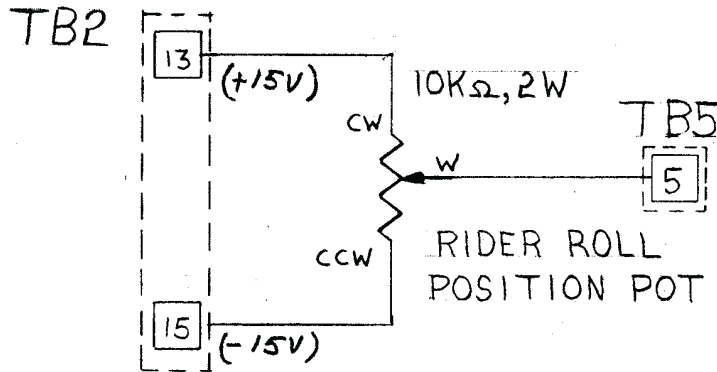 TB2
13
(+15V)
10KΩ, 2W
CW
TB5
W
5
CCW
RIDER ROLL
POSITION POT
15
(-15V)